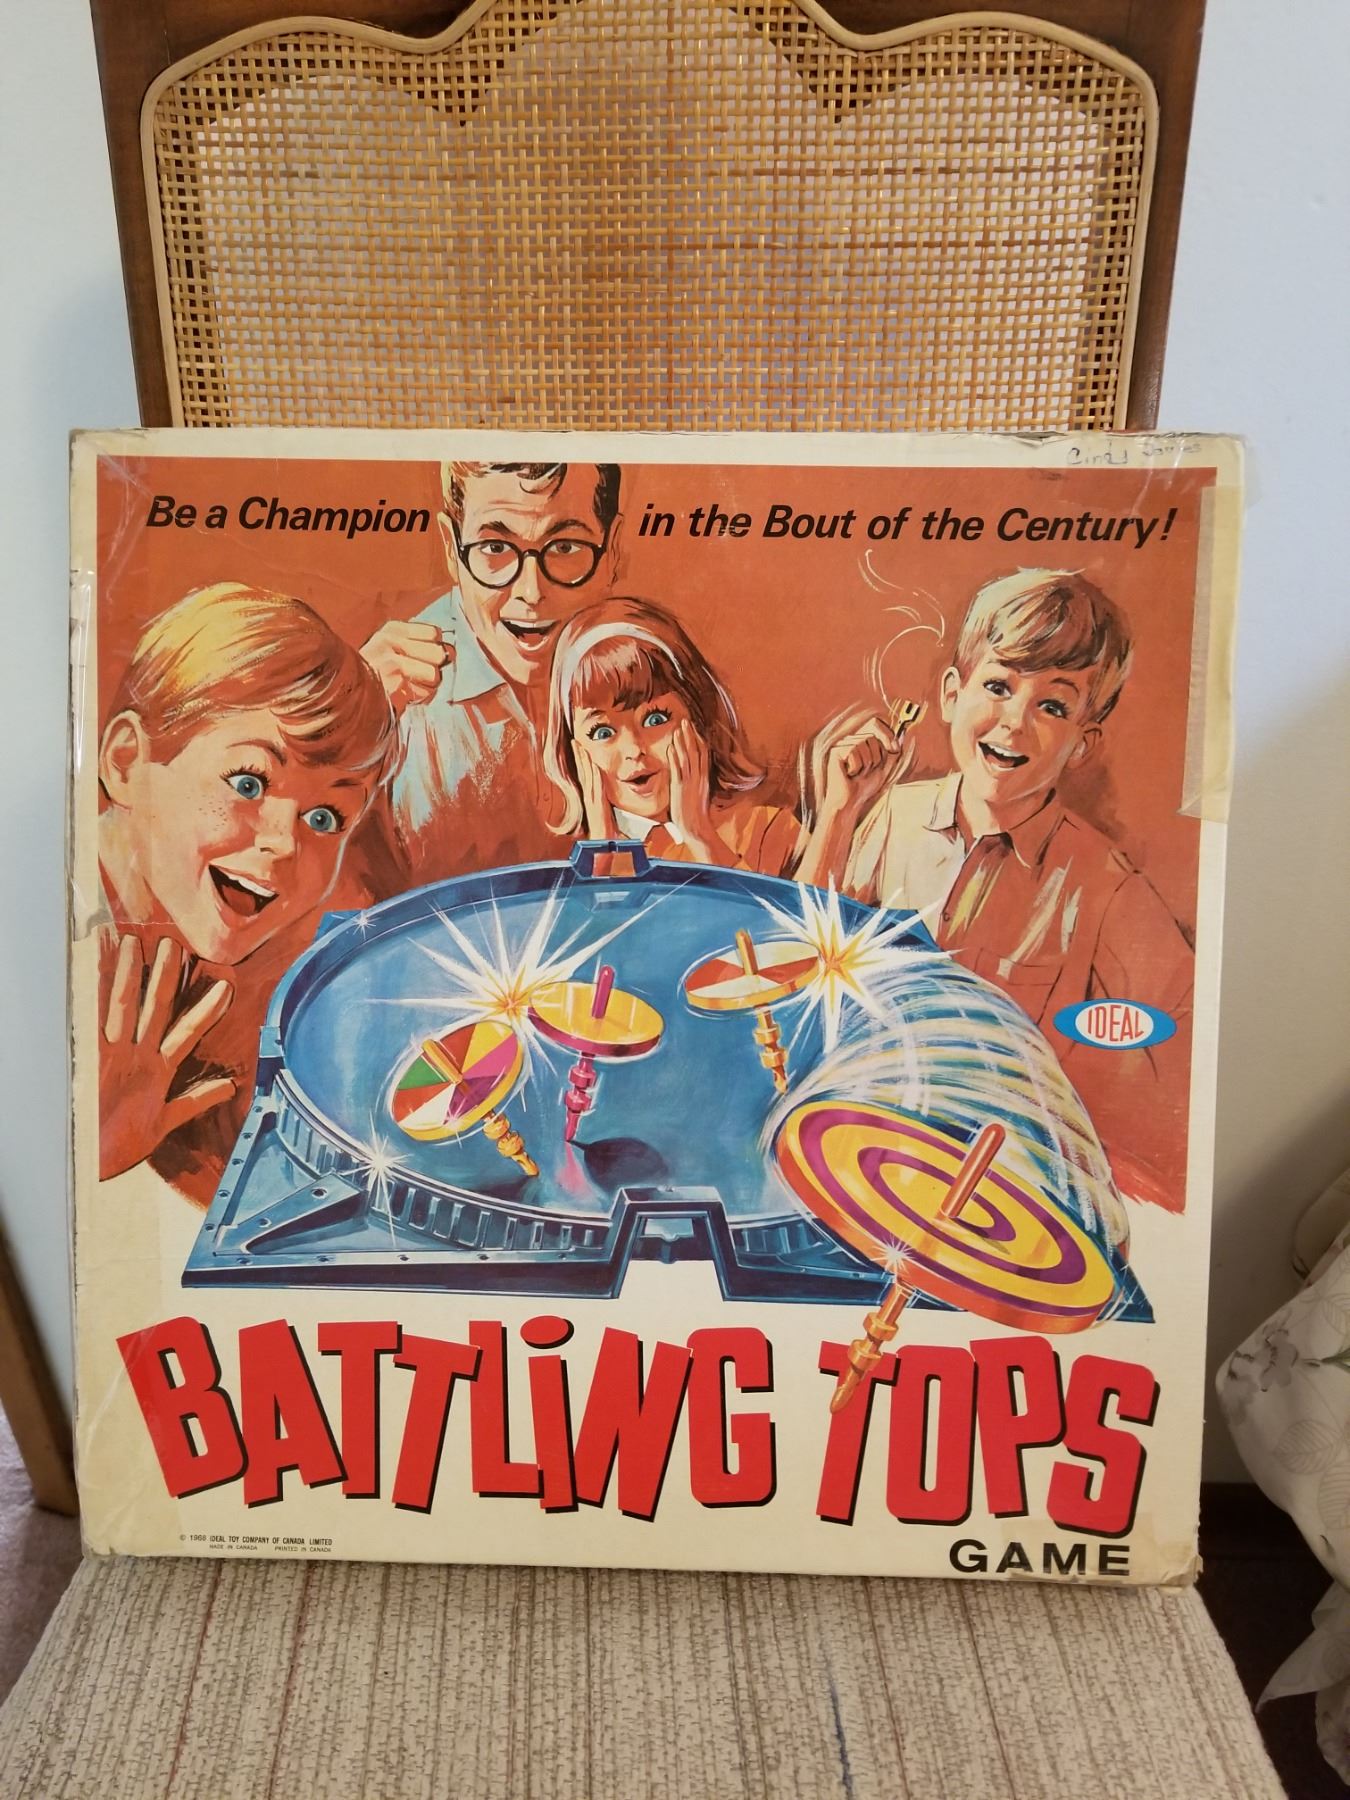 Be a Champion in the Bout of the Century!
IDEAL
BATTLiNG TOPS
GAME
© 1968 IDEAL TOY COMPANY OF CANADA LIMITED
MADE IN CANADA PRINTED IN CANADA